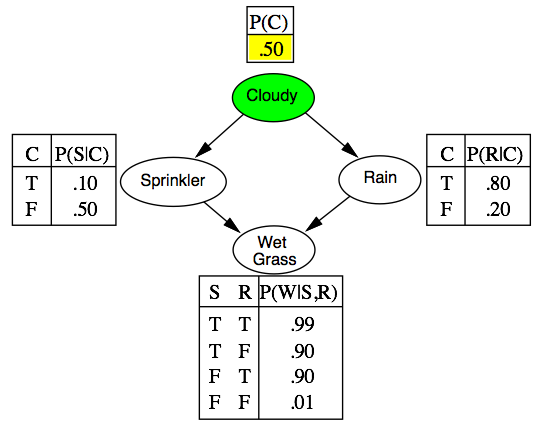 P(C)
.50
Cloudy
C P(S|C)
T .10
F .50
Sprinkler
Rain
C P(R|C)
T .80
F .20
Wet
Grass
S R P(W|S,R)
T T .99
T F .90
F T .90
F F .01